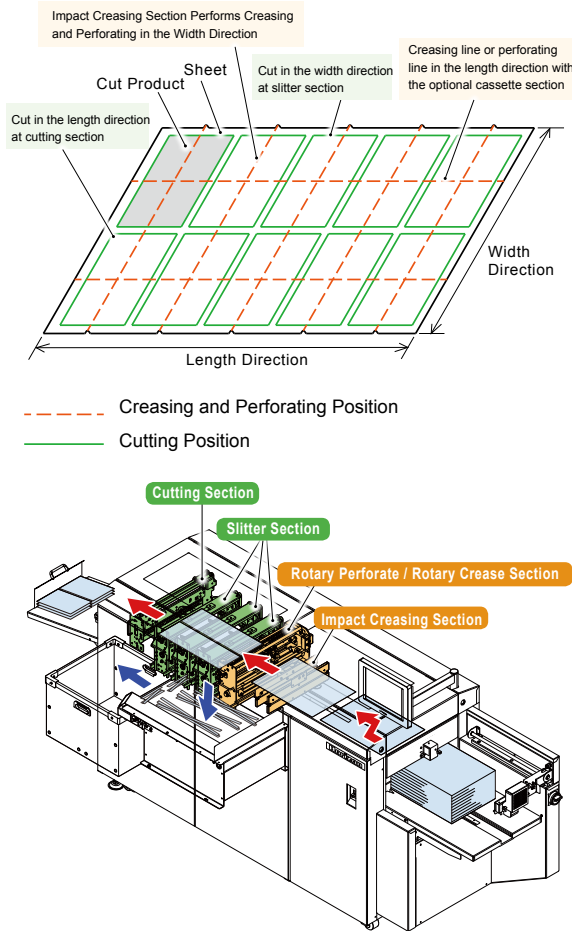 Impact Creasing Section Performs Creasing
and Perforating in the Width Direction
Sheet
Cut Product
Cut in the width direction
at slitter section
Creasing line or perforating
line in the length direction with
the optional cassette section
Cut in the length direction
at cutting section
Width
Direction
Length Direction
Creasing and Perforating Position
Cutting Position
Cutting Section
Slitter Section
Rotary Perforate / Rotary Crease Section
Impact Creasing Section